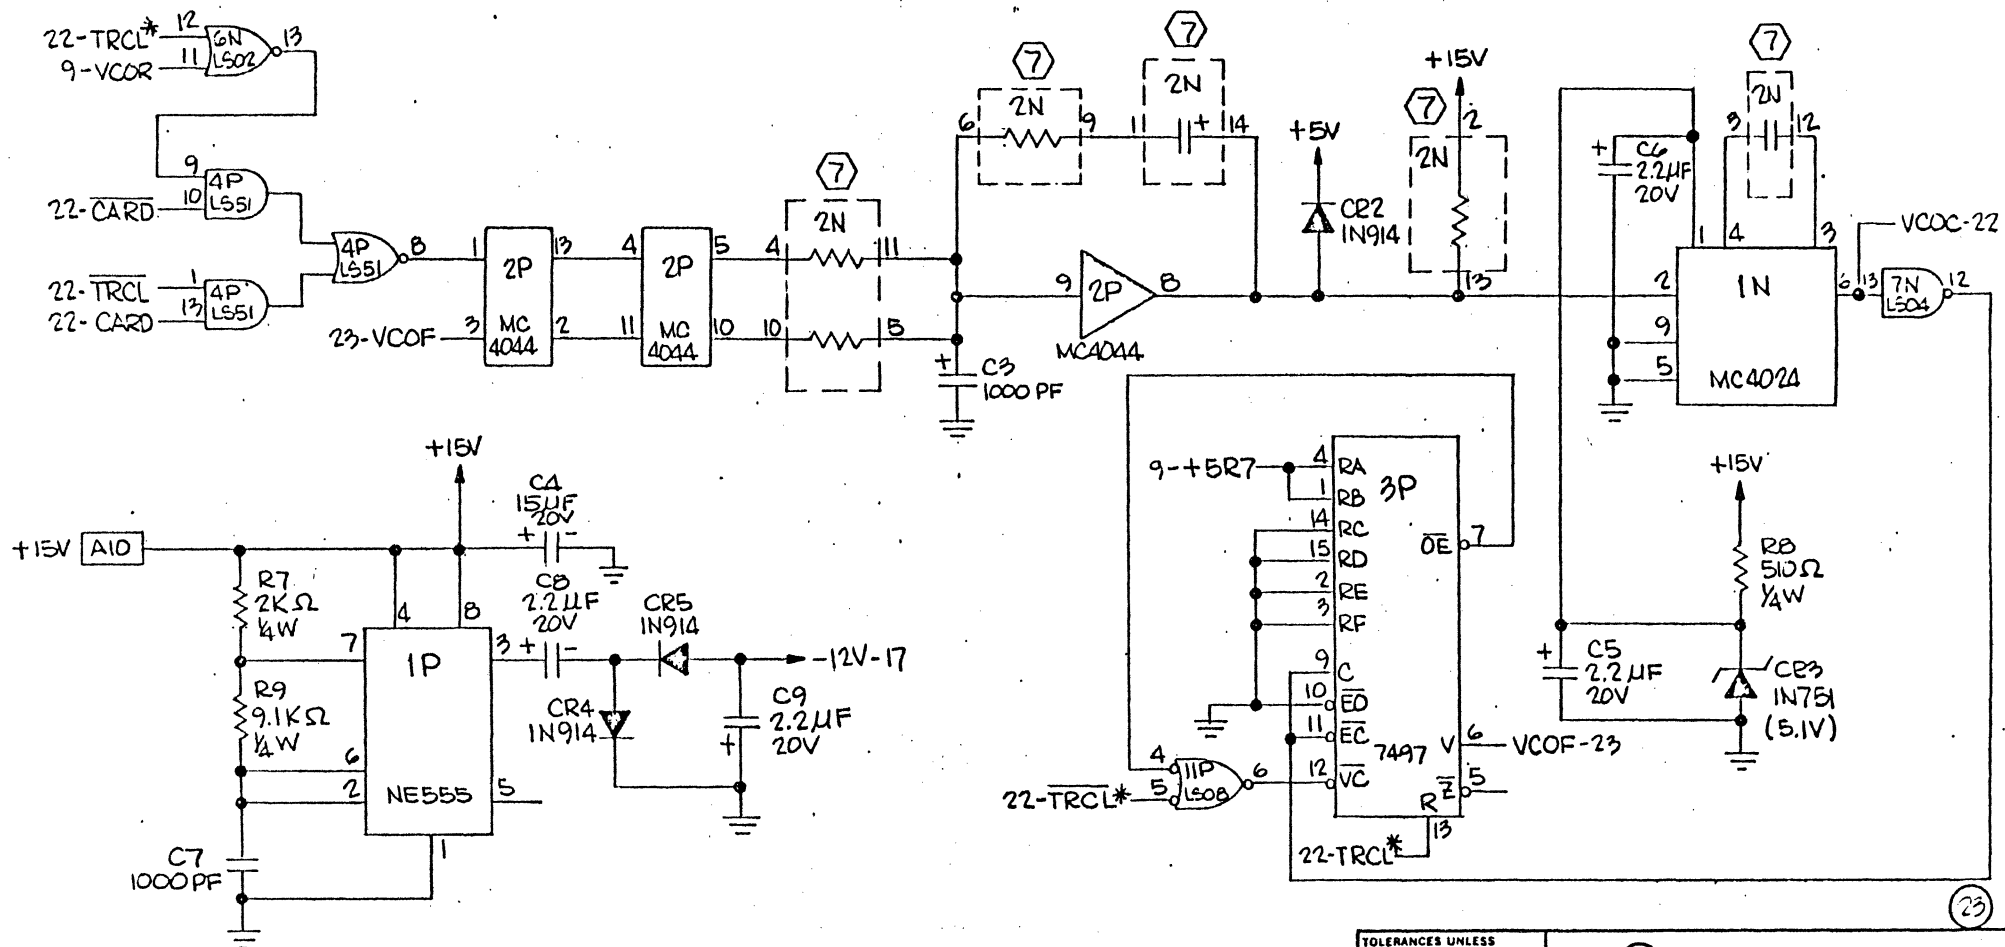 22-TRCL*
12
9-VCOR
11
6N
LS02
13
9
22-CARD
10
4P
LS51
22-TRCL
1
22-CARD
13
4P
LS51
4P
LS51
8
1
2P
13
23-VCOF
3
MC
4044
2
4
2P
5
11
MC
4044
10
7
2N
4
11
10
5
7
2N
6
9
7
2N
1
+
14
9
2P
8
MC4044
+
C3
1000 PF
+5V
CR2
1N914
+15V
7
2
2N
13
+
C6
2.2µF
20V
7
2N
3
12
1
4
3
2
1N
9
5
MC4024
6
VCOC-22
13
7N
LS04
12
+15V
C4
15µF
20V
+
-
+15V
A10
R7
2KΩ
¼W
4
8
C8
2.2µF
20V
+
-
CR5
1N914
7
1P
3
-12V-17
R9
9.1KΩ
¼W
CR4
1N914
C9
2.2µF
20V
+
6
2
NE555
5
1
C7
1000PF
9-+5R7
4
RA
3P
1
RB
14
RC
15
RD
OE
7
2
RE
3
RF
9
C
10
EO
11
EC
7497
V
6
VCOF-23
12
VC
Z
5
R
13
22-TRCL*
4
5
11P
LS08
6
22-TRCL*
+15V
R8
510Ω
¼W
+
C5
2.2µF
20V
CR3
1N751
(5.1V)
23
TOLERANCES UNLESS